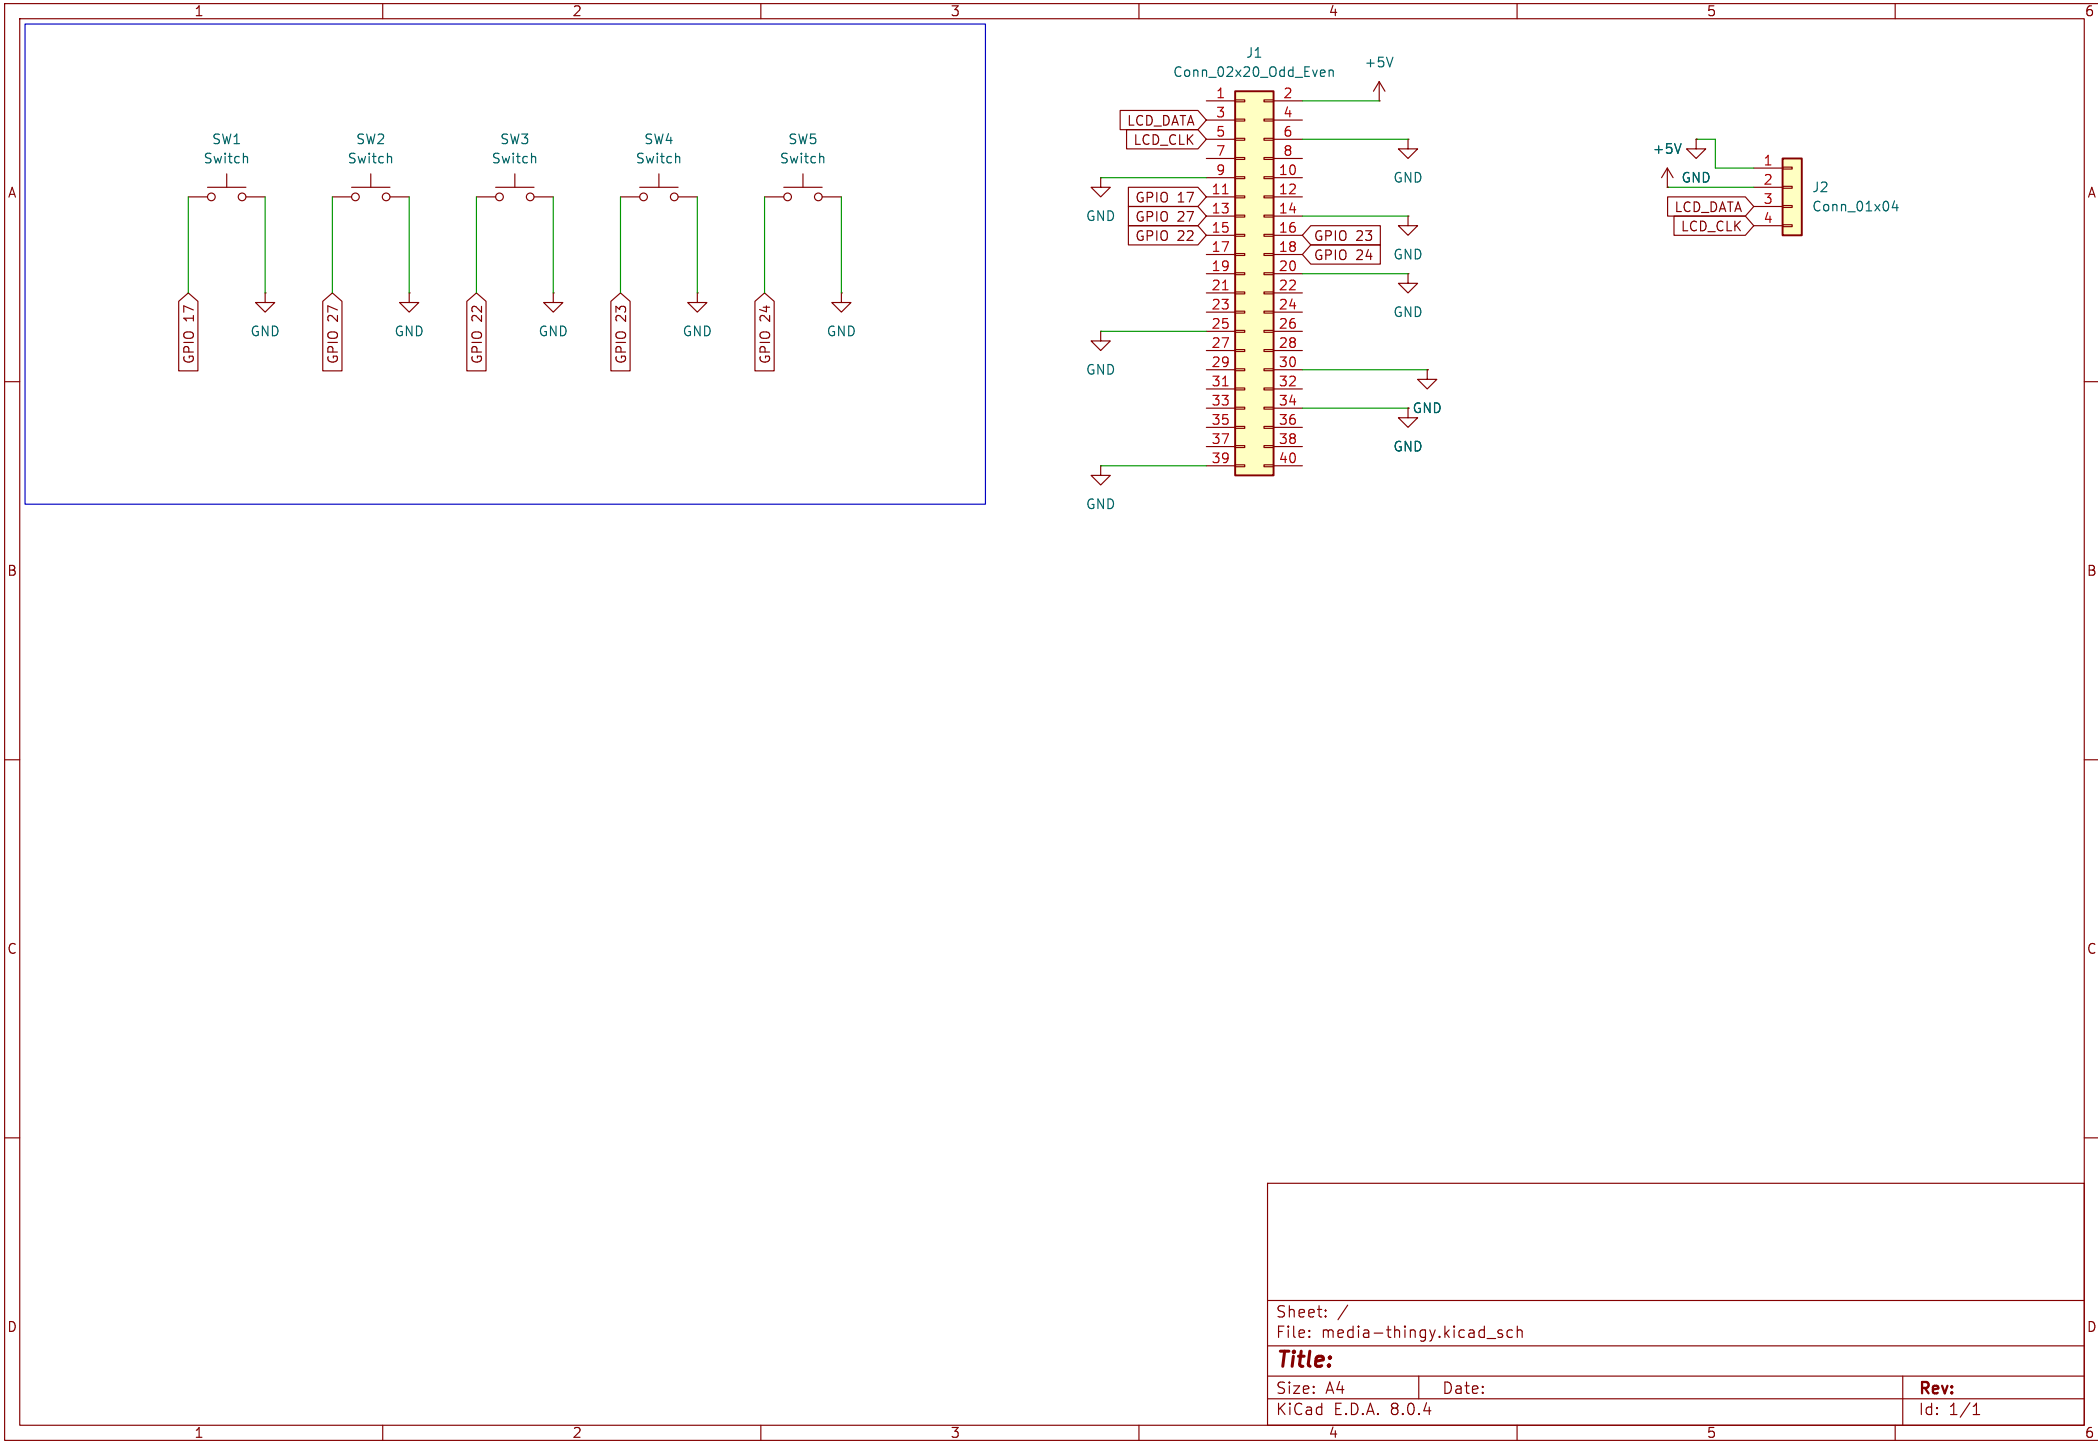 1 2 3 4 5 6
J1
Conn_02x20_Odd_Even
+5V
1 2
LCD_DATA 3 4
LCD_CLK 5 6
7 8
GND
9 10
GND
GPIO 17 11 12
GPIO 27 13 14
GND
GPIO 22 15 16 GPIO 23
17 18 GPIO 24
19 20
GND
21 22
23 24
25 26
GND
27 28
29 30
GND
31 32
33 34
GND
35 36
37 38
39 40
GND
SW1
Switch
SW2
Switch
SW3
Switch
SW4
Switch
SW5
Switch
GPIO 17
GND
GPIO 27
GND
GPIO 22
GND
GPIO 23
GND
GPIO 24
GND
+5V
GND
1
2
LCD_DATA 3
LCD_CLK 4
J2
Conn_01x04
A A
B B
C C
D D
Sheet: /
File: media-thingy.kicad_sch
Title:
Size: A4 Date: Rev:
KiCad E.D.A. 8.0.4 Id: 1/1
1 2 3 4 5 6